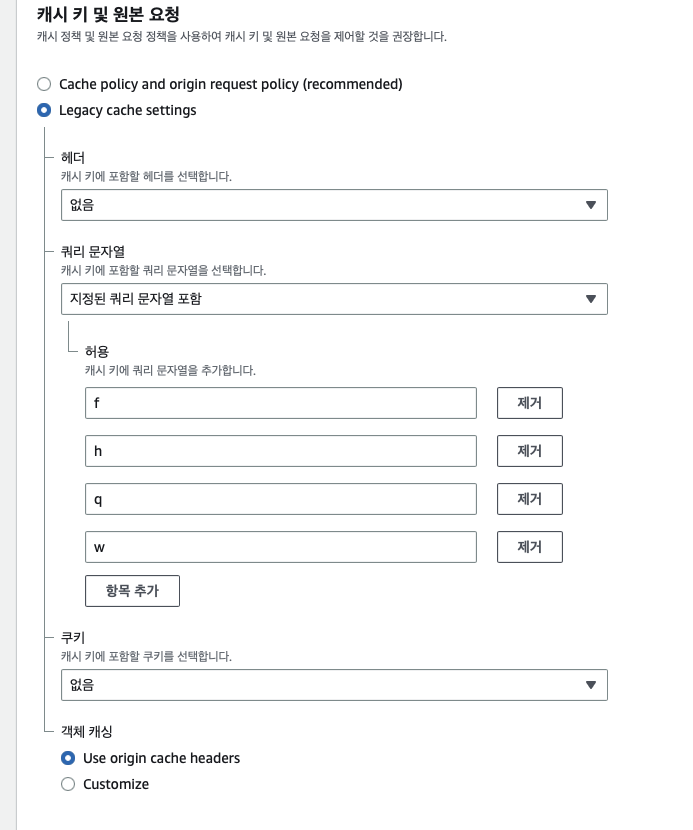 캐시 키 및 원본 요청
캐시 정책 및 원본 요청 정책을 사용하여 캐시 키 및 원본 요청을 제어할 것을 권장합니다.
Cache policy and origin request policy (recommended)
Legacy cache settings
헤더
캐시 키에 포함할 헤더를 선택합니다.
없음
쿼리 문자열
캐시 키에 포함할 쿼리 문자열을 선택합니다.
지정된 쿼리 문자열 포함
허용
캐시 키에 쿼리 문자열을 추가합니다.
f 제거
h 제거
q 제거
w 제거
항목 추가
쿠키
캐시 키에 포함할 쿠키를 선택합니다.
없음
객체 캐싱
Use origin cache headers
Customize